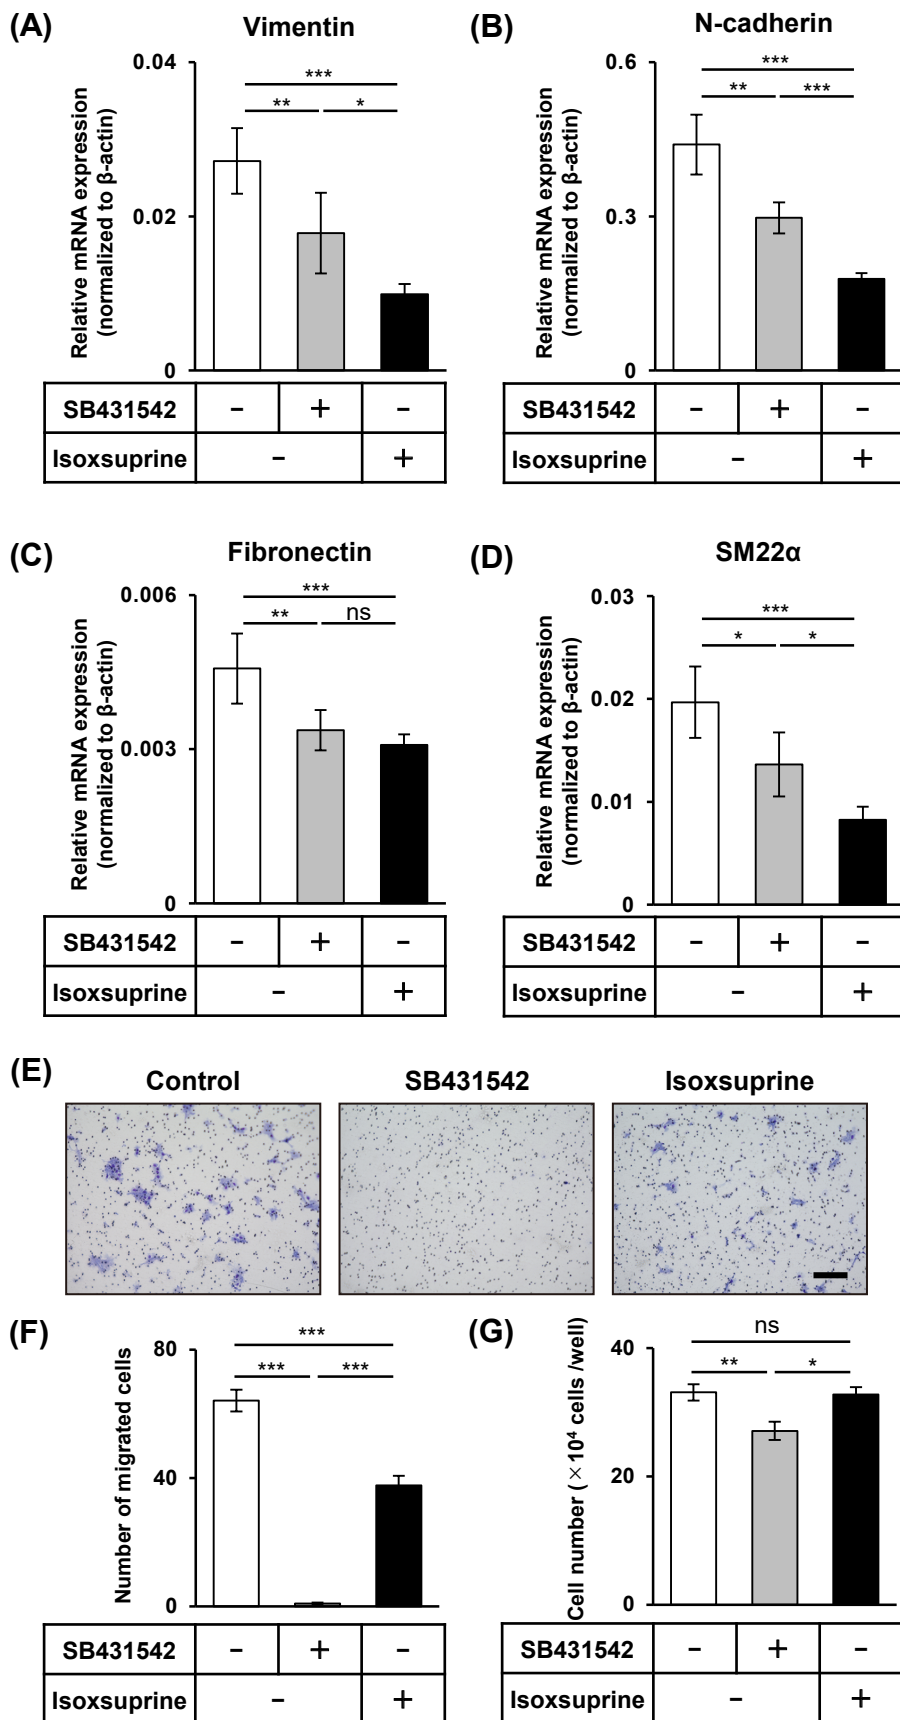 (A)
Vimentin
Relative mRNA expression
(normalized to β-actin)
0.04
0.02
0
***
** *
SB431542 – + –
Isoxsuprine – +
(B)
N-cadherin
Relative mRNA expression
(normalized to β-actin)
0.6
0.3
0
***
** ***
SB431542 – + –
Isoxsuprine – +
(C)
Fibronectin
Relative mRNA expression
(normalized to β-actin)
0.006
0.003
0
***
** ns
SB431542 – + –
Isoxsuprine – +
(D)
SM22α
Relative mRNA expression
(normalized to β-actin)
0.03
0.02
0.01
0
***
* *
SB431542 – + –
Isoxsuprine – +
(E)
Control SB431542 Isoxsuprine
(F)
Number of migrated cells
80
40
0
***
*** ***
SB431542 – + –
Isoxsuprine – +
(G)
Cell number (×10⁴ cells /well)
40
20
0
ns
** *
SB431542 – + –
Isoxsuprine – +